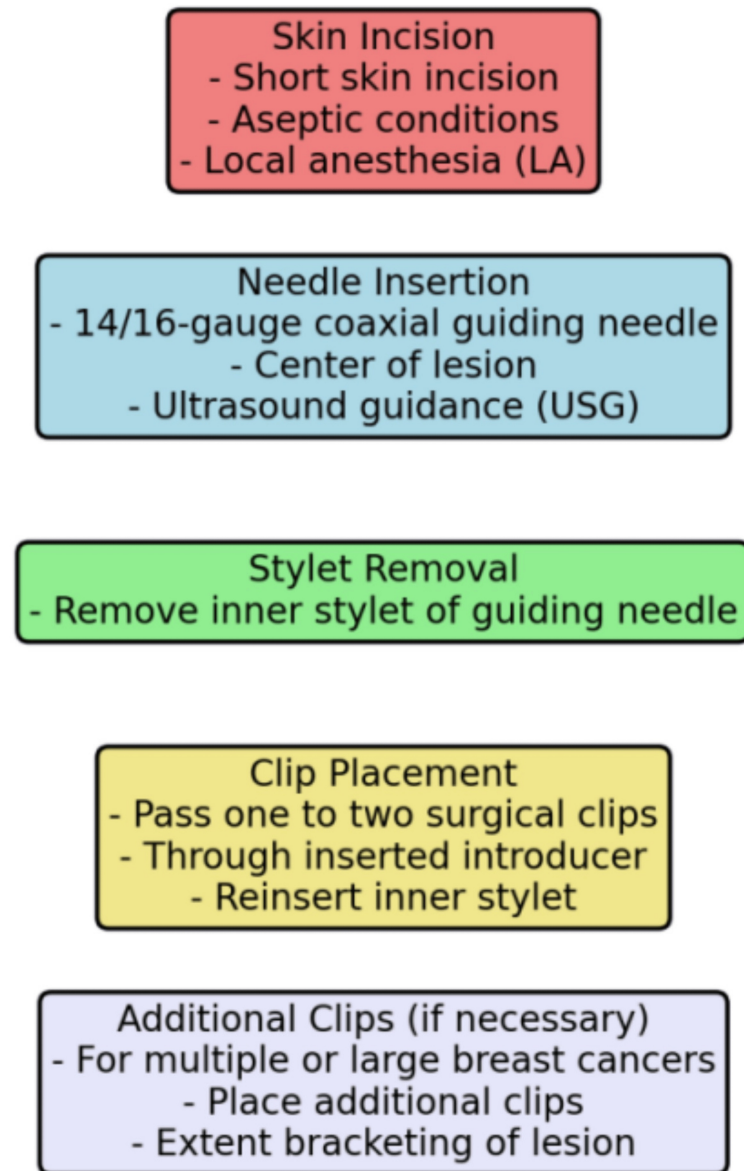 Skin Incision
- Short skin incision
- Aseptic conditions
- Local anesthesia (LA)
Needle Insertion
- 14/16-gauge coaxial guiding needle
- Center of lesion
- Ultrasound guidance (USG)
Stylet Removal
- Remove inner stylet of guiding needle
Clip Placement
- Pass one to two surgical clips
- Through inserted introducer
- Reinsert inner stylet
Additional Clips (if necessary)
- For multiple or large breast cancers
- Place additional clips
- Extent bracketing of lesion